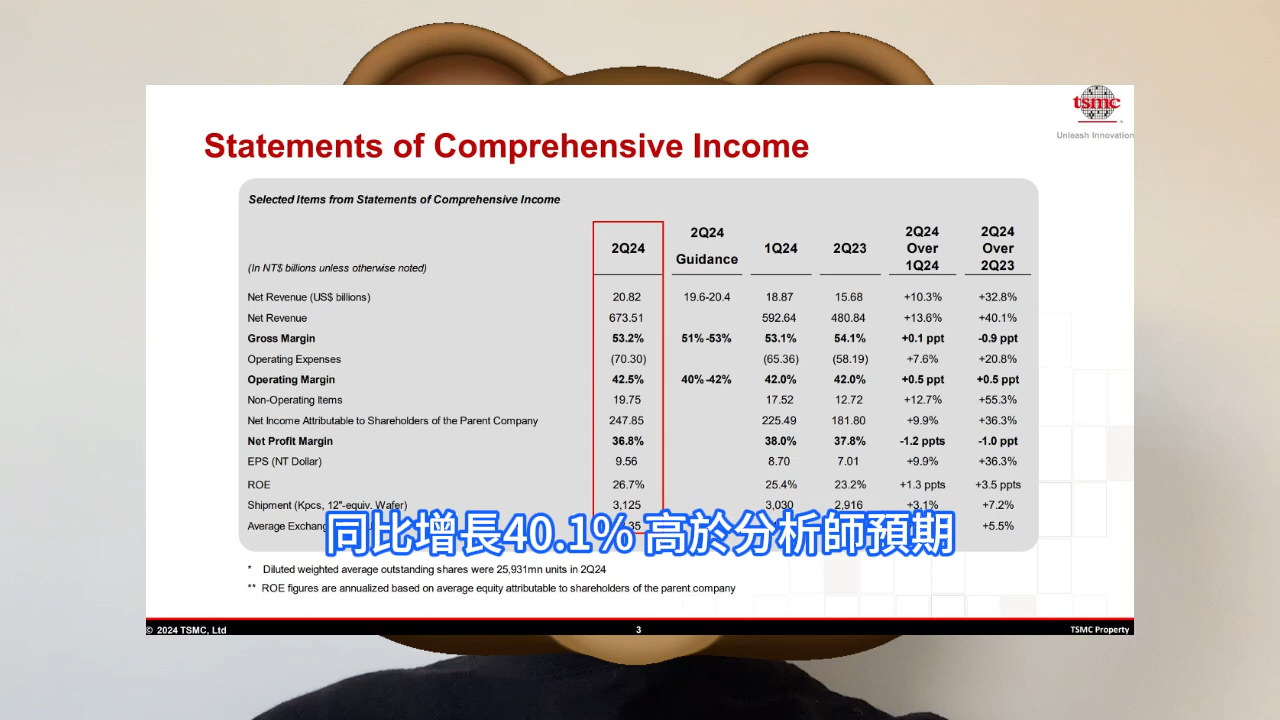 tsmc
Unleash Innovation
Statements of Comprehensive Income
Selected Items from Statements of Comprehensive Income
(In NT$ billions unless otherwise noted) 2Q24 2Q24 Guidance 1Q24 2Q23 2Q24 Over 1Q24 2Q24 Over 2Q23
Net Revenue (US$ billions) 20.82 19.6-20.4 18.87 15.68 +10.3% +32.8%
Net Revenue 673.51 592.64 480.84 +13.6% +40.1%
Gross Margin 53.2% 51%-53% 53.1% 54.1% +0.1 ppt -0.9 ppt
Operating Expenses (70.30) (65.36) (58.19) +7.6% +20.8%
Operating Margin 42.5% 40%-42% 42.0% 42.0% +0.5 ppt +0.5 ppt
Non-Operating Items 19.75 17.52 12.72 +12.7% +55.3%
Net Income Attributable to Shareholders of the Parent Company 247.85 225.49 181.80 +9.9% +36.3%
Net Profit Margin 36.8% 38.0% 37.8% -1.2 ppts -1.0 ppt
EPS (NT Dollar) 9.56 8.70 7.01 +9.9% +36.3%
ROE 26.7% 25.4% 23.2% +1.3 ppts +3.5 ppts
Shipment (Kpcs, 12"-equiv. Wafer) 3,125 3,030 2,916 +3.1% +7.2%
Average +5.5%
同比增長40.1% 高於分析師預期
* Diluted weighted average outstanding shares were 25,931mn units in 2Q24
** ROE figures are annualized based on average equity attributable to shareholders of the parent company
© 2024 TSMC, Ltd 3 TSMC Property